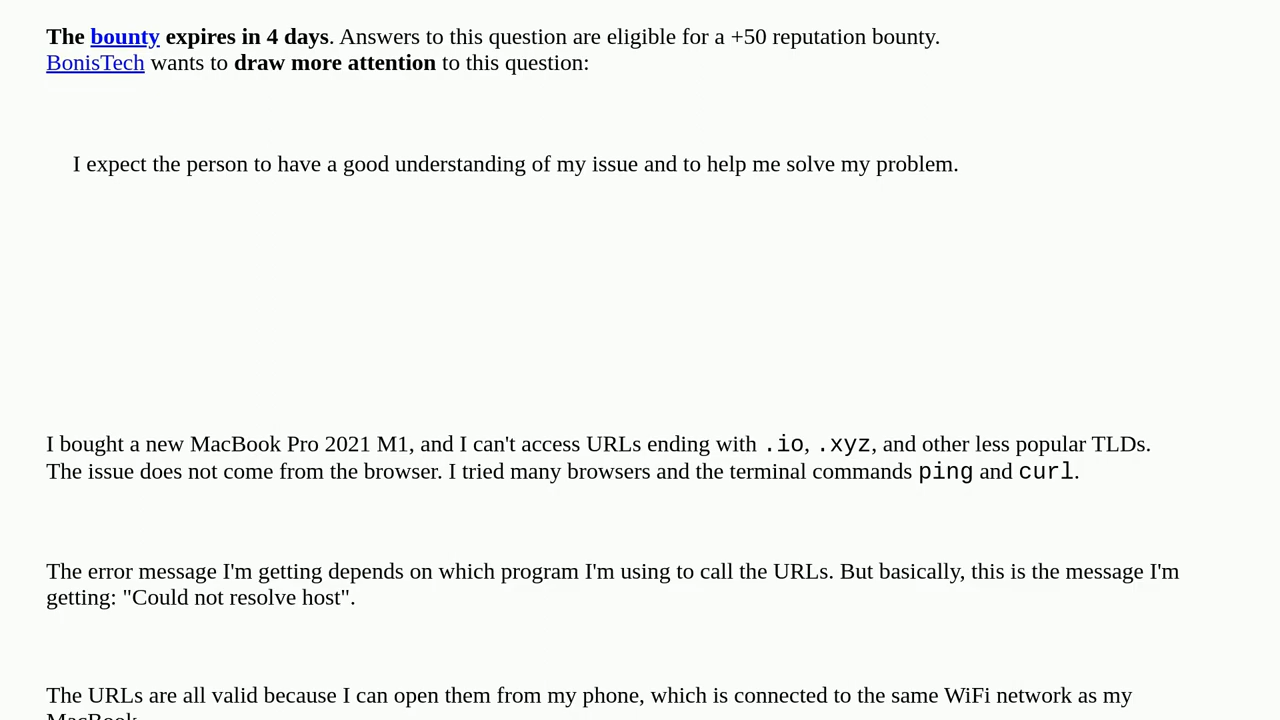 The bounty expires in 4 days. Answers to this question are eligible for a +50 reputation bounty.
BonisTech wants to draw more attention to this question:
I expect the person to have a good understanding of my issue and to help me solve my problem.
I bought a new MacBook Pro 2021 M1, and I can't access URLs ending with .io, .xyz, and other less popular TLDs.
The issue does not come from the browser. I tried many browsers and the terminal commands ping and curl.
The error message I'm getting depends on which program I'm using to call the URLs. But basically, this is the message I'm
getting: "Could not resolve host".
The URLs are all valid because I can open them from my phone, which is connected to the same WiFi network as my
MacBook.